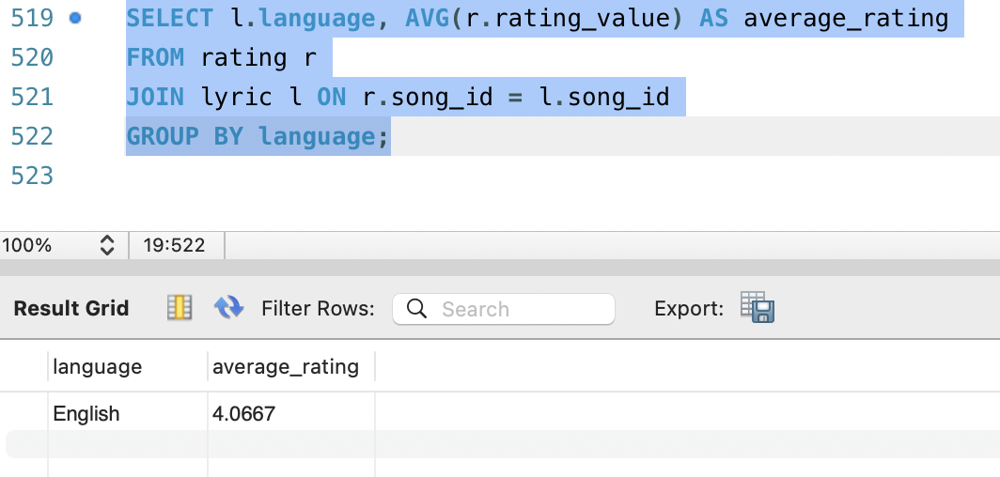 519 SELECT l.language, AVG(r.rating_value) AS average_rating
520 FROM rating r
521 JOIN lyric l ON r.song_id = l.song_id
522 GROUP BY language;
523
100% 19:522
Result Grid Filter Rows: Search Export:
language average_rating
English 4.0667